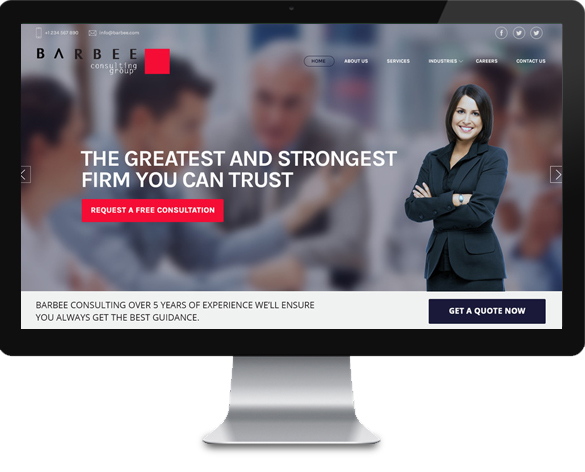 +1 234 567 890 info@barbee.com
BARBEE
consulting
group
HOME ABOUT US SERVICES INDUSTRIES CAREERS CONTACT US
THE GREATEST AND STRONGEST
FIRM YOU CAN TRUST
REQUEST A FREE CONSULTATION
BARBEE CONSULTING OVER 5 YEARS OF EXPERIENCE WE'LL ENSURE
YOU ALWAYS GET THE BEST GUIDANCE.
GET A QUOTE NOW